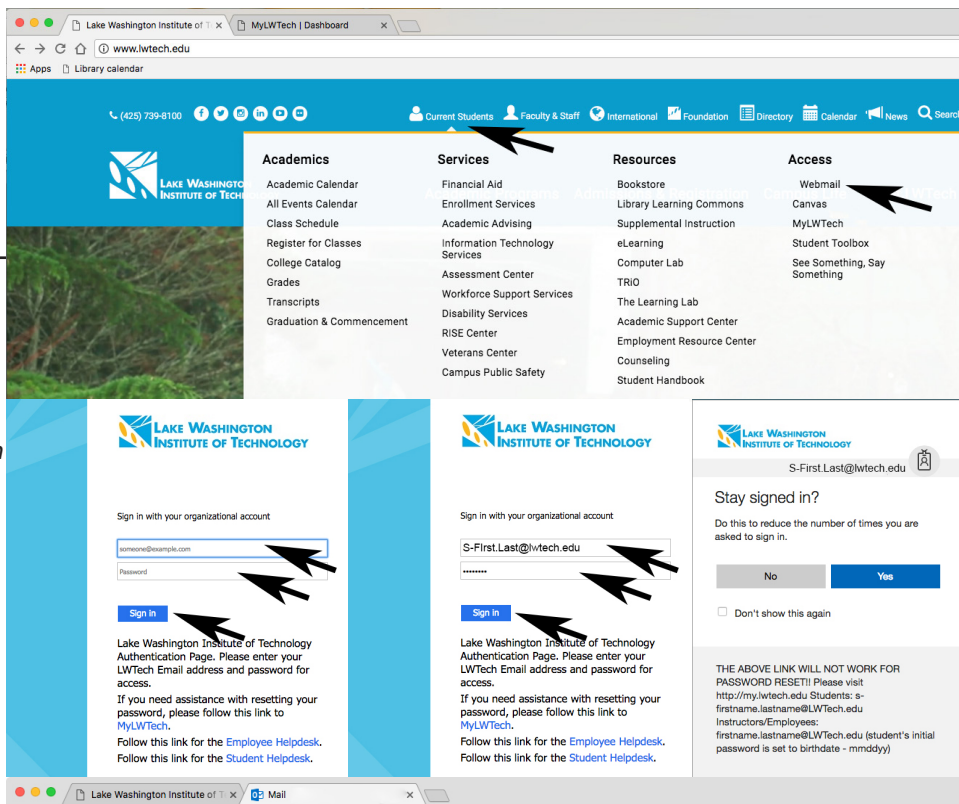 Lake Washington Institute of T
MyLWTech | Dashboard
www.lwtech.edu
Apps Library calendar
(425) 739-8100
Current Students Faculty & Staff International Foundation Directory Calendar News Search
LAKE WASHINGTO
INSTITUTE OF TECH
Academics
Academic Calendar
All Events Calendar
Class Schedule
Register for Classes
College Catalog
Grades
Transcripts
Graduation & Commencement
Services
Financial Aid
Enrollment Services
Academic Advising
Information Technology
Services
Assessment Center
Workforce Support Services
Disability Services
RISE Center
Veterans Center
Campus Public Safety
Resources
Bookstore
Library Learning Commons
Supplemental Instruction
eLearning
Computer Lab
TRiO
The Learning Lab
Academic Support Center
Employment Resource Center
Counseling
Student Handbook
Access
Webmail
Canvas
MyLWTech
Student Toolbox
See Something, Say
Something
LAKE WASHINGTON
INSTITUTE OF TECHNOLOGY
Sign in with your organizational account
someone@example.com
Password
Sign in
Lake Washington Institute of Technology
Authentication Page. Please enter your
LWTech Email address and password for
access.
If you need assistance with resetting your
password, please follow this link to
MyLWTech.
Follow this link for the Employee Helpdesk.
Follow this link for the Student Helpdesk.
LAKE WASHINGTON
INSTITUTE OF TECHNOLOGY
Sign in with your organizational account
S-FIrst.Last@lwtech.edu
••••••••
Sign in
Lake Washington Institute of Technology
Authentication Page. Please enter your
LWTech Email address and password for
access.
If you need assistance with resetting your
password, please follow this link to
MyLWTech.
Follow this link for the Employee Helpdesk.
Follow this link for the Student Helpdesk.
LAKE WASHINGTON
INSTITUTE OF TECHNOLOGY
S-First.Last@lwtech.edu
Stay signed in?
Do this to reduce the number of times you are
asked to sign in.
No
Yes
Don't show this again
THE ABOVE LINK WILL NOT WORK FOR
PASSWORD RESET!! Please visit
http://my.lwtech.edu Students: s-
firstname.lastname@LWTech.edu
Instructors/Employees:
firstname.lastname@LWTech.edu (student's initial
password is set to birthdate - mmddyy)
Lake Washington Institute of T
Mail